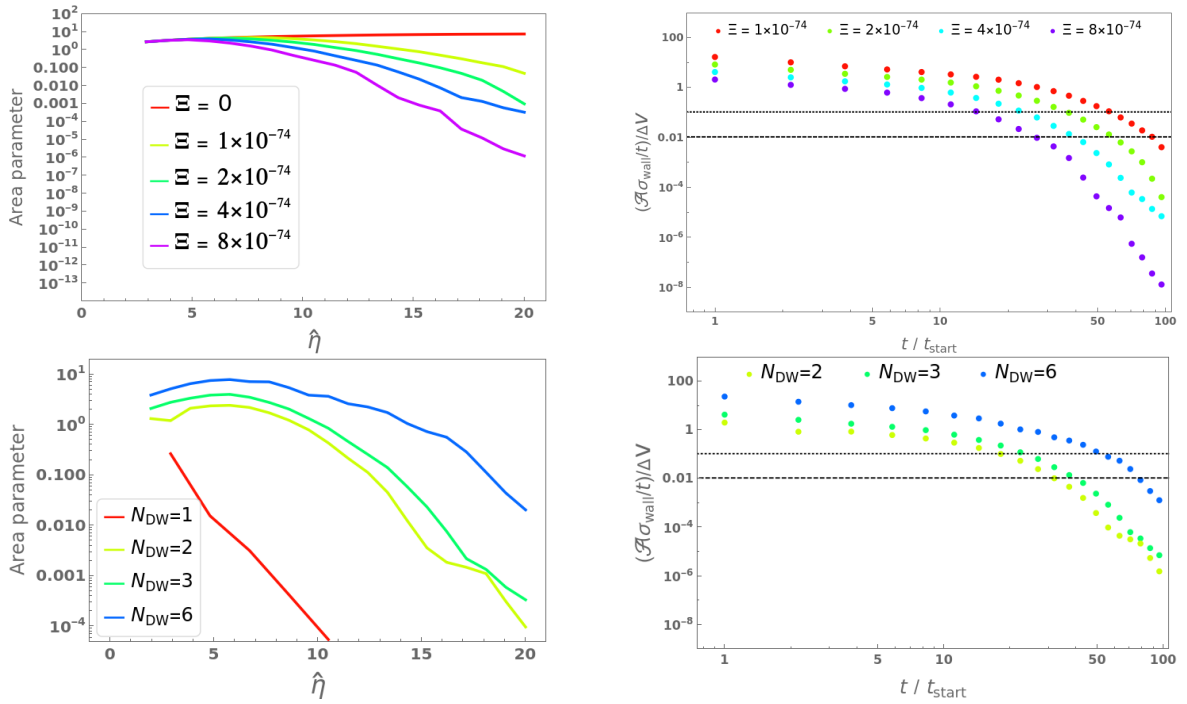 10²
10¹
10⁰
0.100
0.010
0.001
10⁻⁴
10⁻⁵
10⁻⁶
10⁻⁷
10⁻⁸
10⁻⁹
10⁻¹⁰
10⁻¹¹
10⁻¹²
10⁻¹³
Area parameter
Ξ = 0
Ξ = 1×10⁻⁷⁴
Ξ = 2×10⁻⁷⁴
Ξ = 4×10⁻⁷⁴
Ξ = 8×10⁻⁷⁴
0 5 10 15 20
η̂
Ξ = 1×10⁻⁷⁴ Ξ = 2×10⁻⁷⁴ Ξ = 4×10⁻⁷⁴ Ξ = 8×10⁻⁷⁴
100
1
0.01
10⁻⁴
10⁻⁶
10⁻⁸
(𝒜σwall/t)/ΔV
1 5 10 50 100
t / tstart
10¹
10⁰
0.100
0.010
0.001
10⁻⁴
Area parameter
NDW=1
NDW=2
NDW=3
NDW=6
0 5 10 15 20
η̂
NDW=2 NDW=3 NDW=6
100
1
0.01
10⁻⁴
10⁻⁶
10⁻⁸
(𝒜σwall/t)/ΔV
1 5 10 50 100
t / tstart